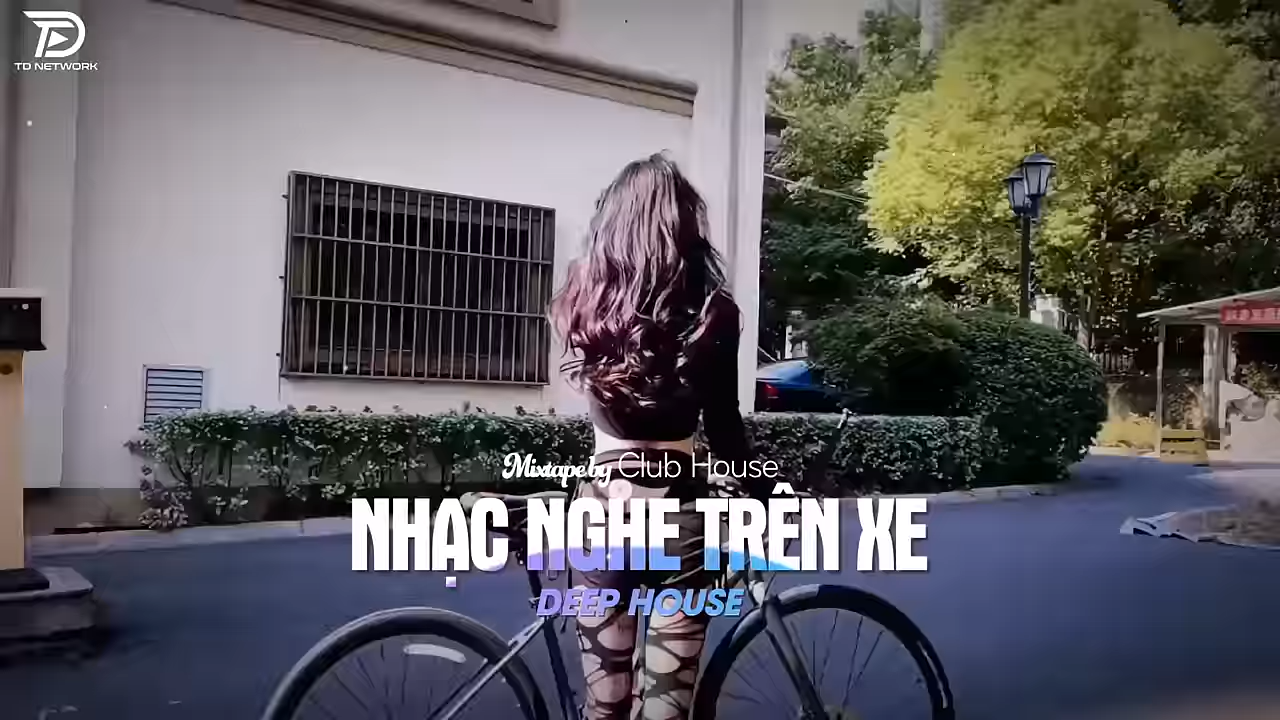 TD NETWORK
Mixtape by Club House
NHẠC NGHE TRÊN XE
DEEP HOUSE